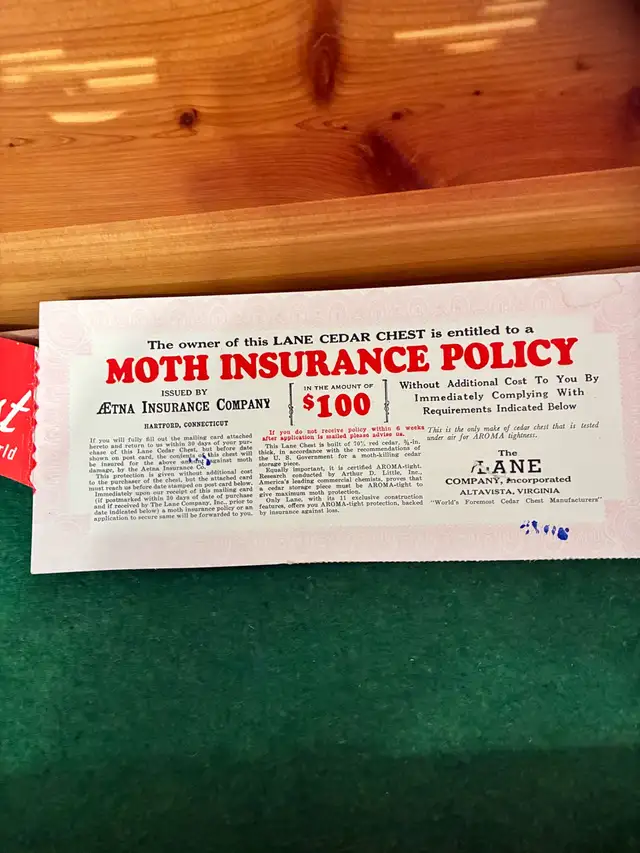 st
rld
The owner of this LANE CEDAR CHEST is entitled to a
MOTH INSURANCE POLICY
ISSUED BY
ÆTNA INSURANCE COMPANY
HARTFORD, CONNECTICUT
If you will fully fill out the mailing card attached
hereto and return to us within 30 days of your pur-
chase of this Lane Cedar Chest, but before date
shown on post card, the contents of this chest will
be insured for the above sum against moth
damage, by the Aetna Insurance Co.
This protection is given without additional cost
to the purchaser of the chest, but the attached card
must reach us before date stamped on post card below.
Immediately upon our receipt of this mailing card
(if postmarked within 30 days of date of purchase
and if received by The Lane Company, Inc., prior to
date indicated below) a moth insurance policy or an
application to secure same will be forwarded to you.
IN THE AMOUNT OF
$100
If you do not receive policy within 6 weeks
after application is mailed please advise us.
This Lane Chest is built of 70%, red cedar, ¾-in.
thick, in accordance with the recommendations of
the U. S. Government for a moth-killing cedar
storage piece.
Equally important, it is certified AROMA-tight.
Research conducted by Arthur D. Little, Inc.,
America's leading commercial chemists, proves that
a cedar storage piece must be AROMA-tight to
give maximum moth protection.
Only Lane, with its 11 exclusive construction
features, offers you AROMA-tight protection, backed
by insurance against loss.
Without Additional Cost To You By
Immediately Complying With
Requirements Indicated Below
This is the only make of cedar chest that is tested
under air for AROMA tightness.
The
LANE
COMPANY, Incorporated
ALTAVISTA, VIRGINIA
"World's Foremost Cedar Chest Manufacturers"